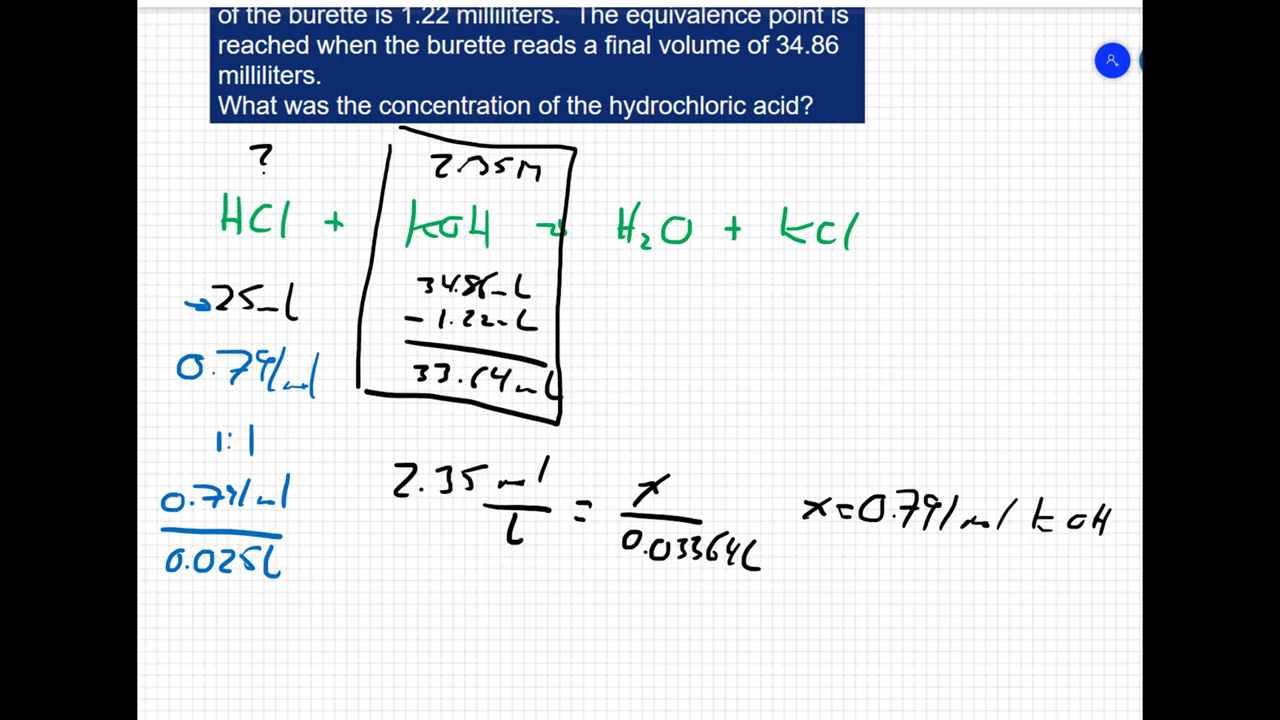 of the burette is 1.22 milliliters. The equivalence point is
reached when the burette reads a final volume of 34.86
milliliters.
What was the concentration of the hydrochloric acid?
? 2.35M
HCl + KOH → H₂O + KCl
→25mL 34.86mL
- 1.22mL
0.791mol 33.64mL
1:1
2.35 mol / L = x / 0.03364L x=0.791mol KOH
0.791mol
0.025L